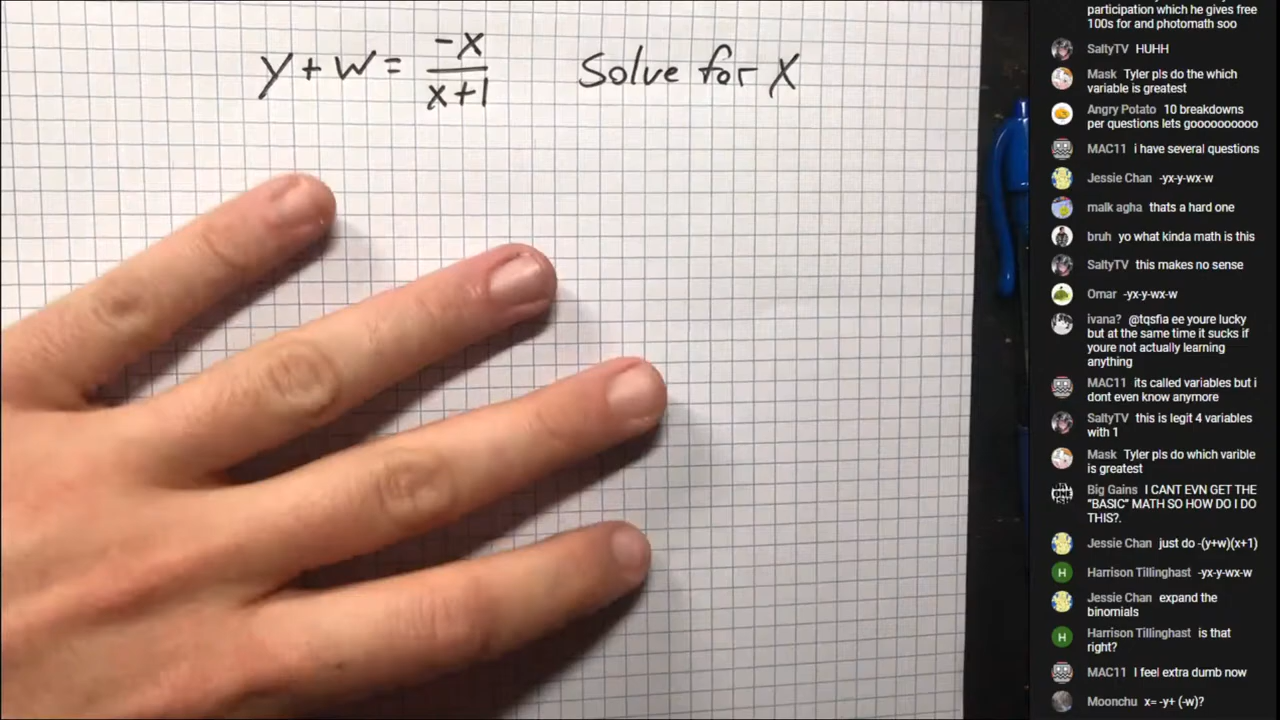 y + w = -x / x+1 Solve for X
participation which he gives free
100s for and photomath soo
SaltyTV HUHH
Mask Tyler pls do the which
variable is greatest
Angry Potato 10 breakdowns
per questions lets goooooooooo
MAC11 i have several questions
Jessie Chan -yx-y-wx-w
malk agha thats a hard one
bruh yo what kinda math is this
SaltyTV this makes no sense
Omar -yx-y-wx-w
ivana? @tqsfia ee youre lucky
but at the same time it sucks if
youre not actually learning
anything
MAC11 its called variables but i
dont even know anymore
SaltyTV this is legit 4 variables
with 1
Mask Tyler pls do which varible
is greatest
Big Gains I CANT EVN GET THE
"BASIC" MATH SO HOW DO I DO
THIS?.
Jessie Chan just do -(y+w)(x+1)
H Harrison Tillinghast -yx-y-wx-w
Jessie Chan expand the
binomials
H Harrison Tillinghast is that
right?
MAC11 I feel extra dumb now
Moonchu x= -y+ (-w)?